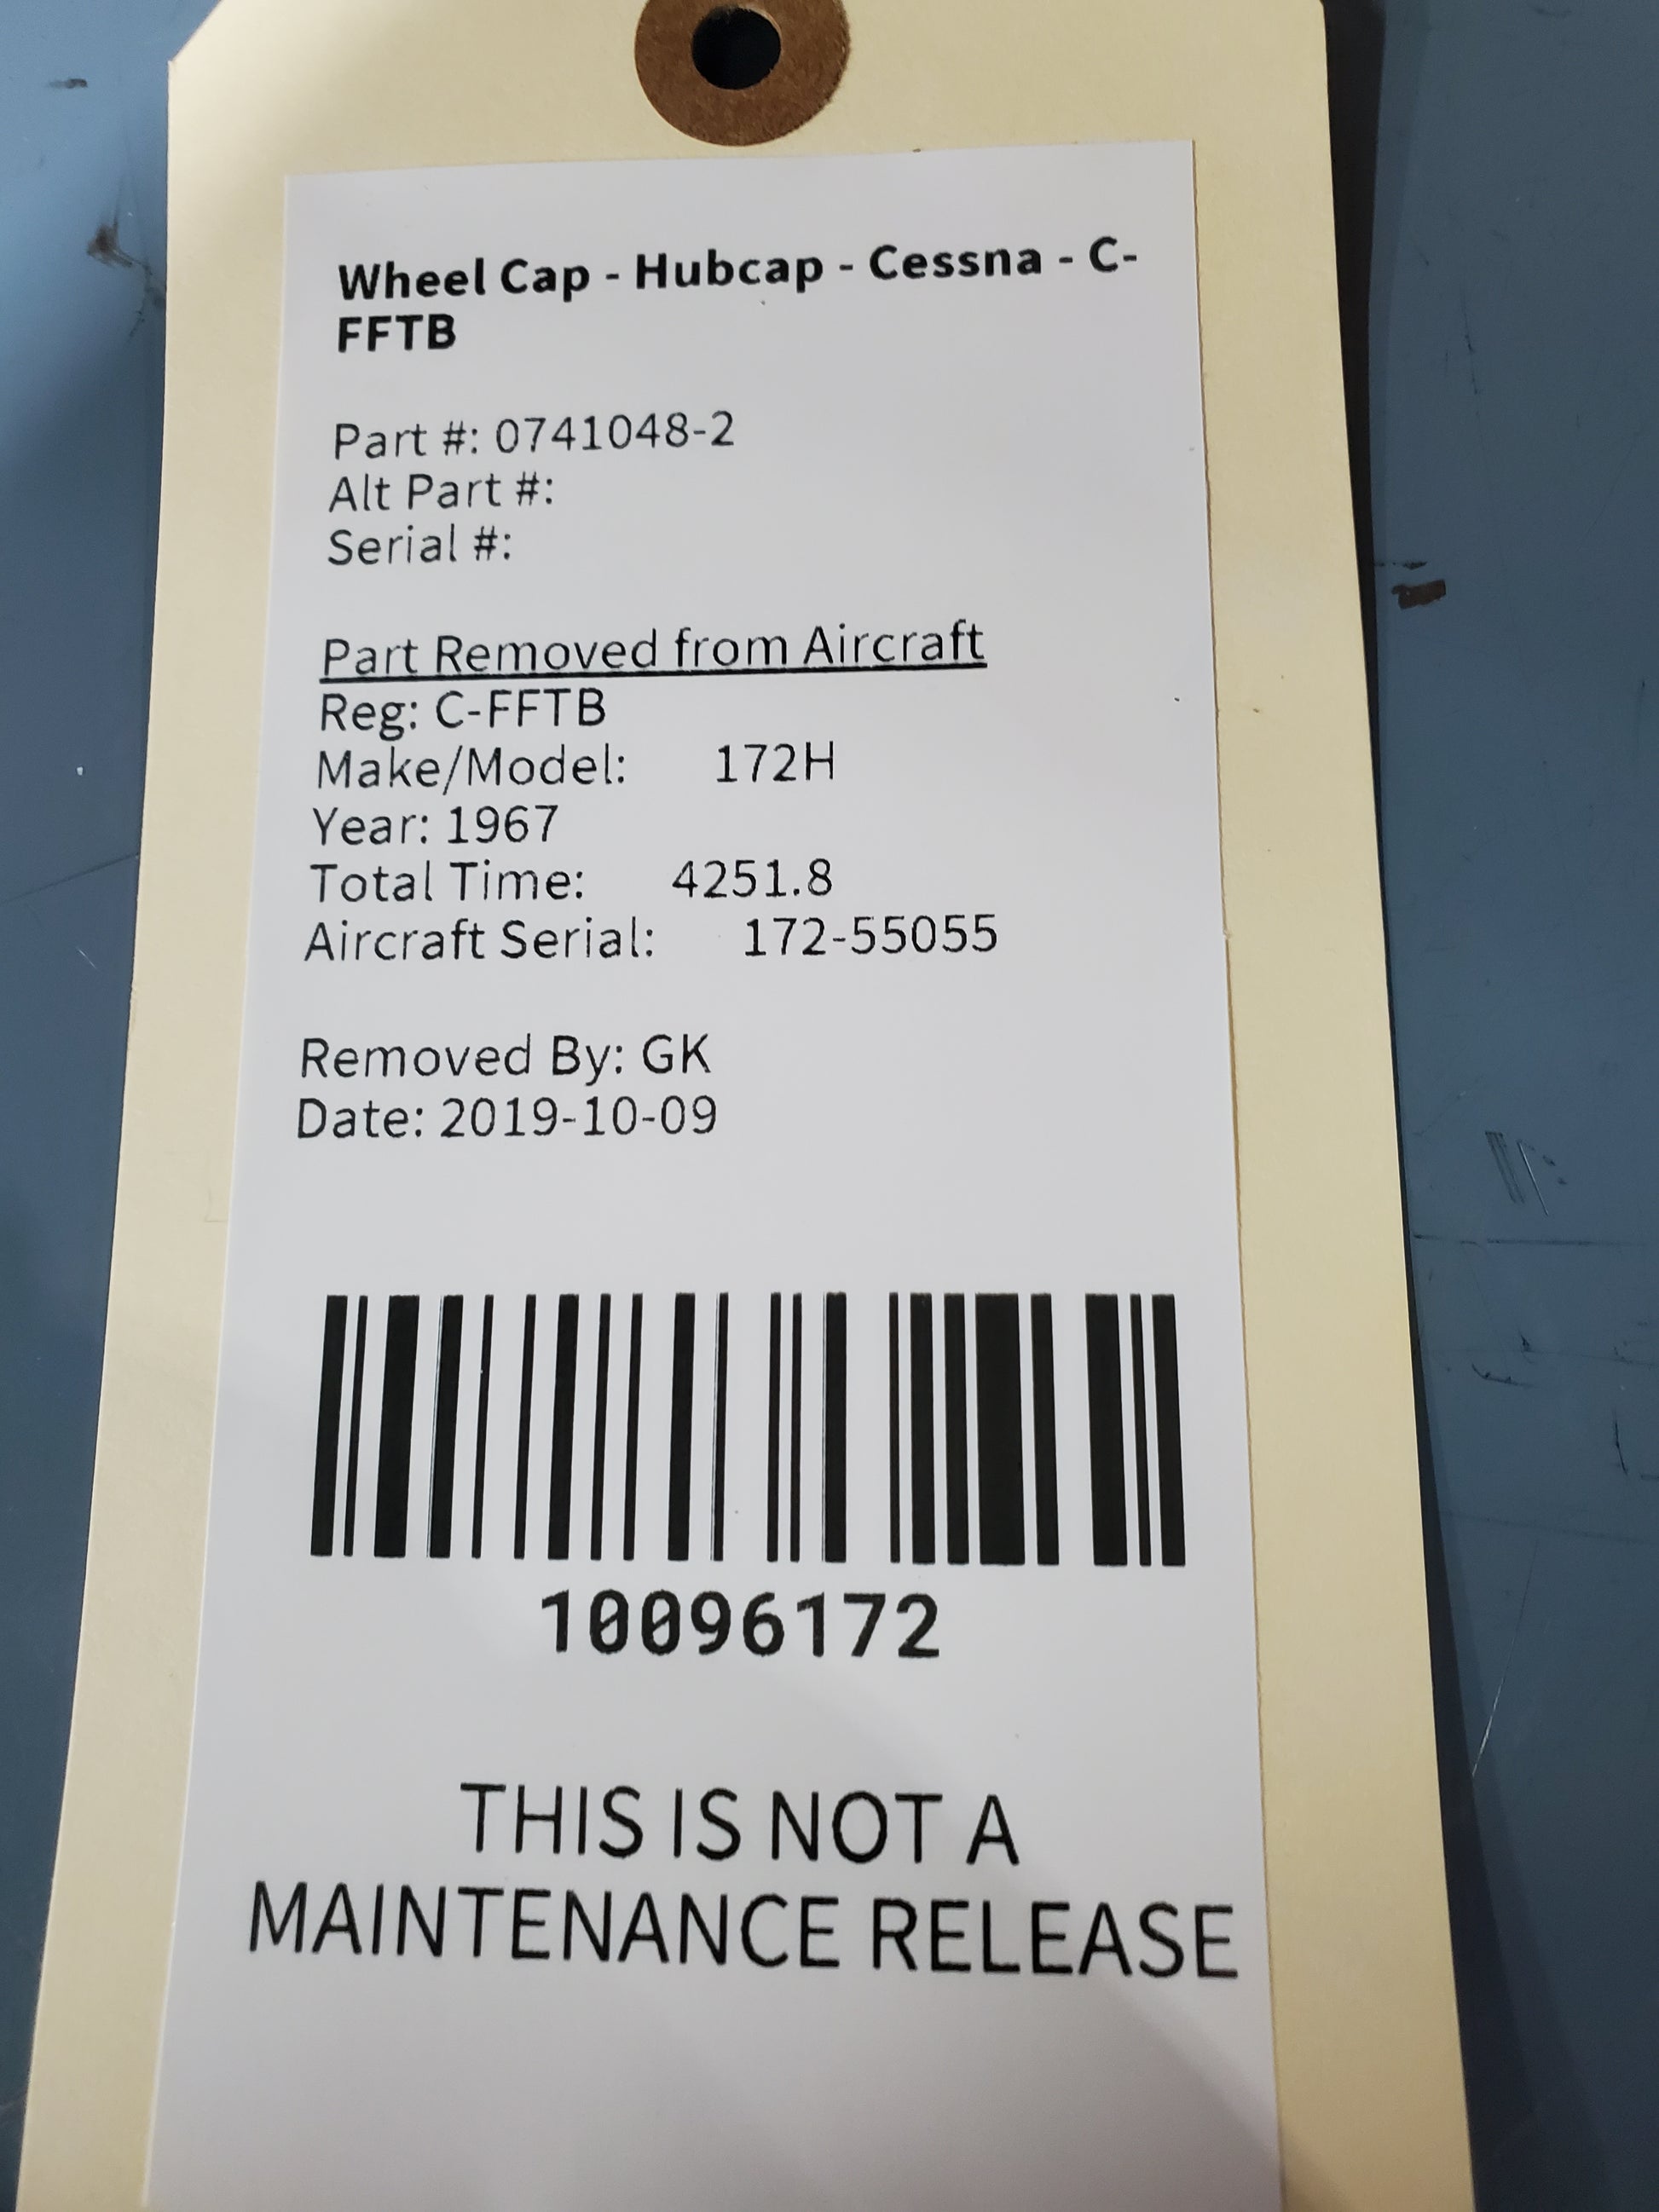 Wheel Cap - Hubcap - Cessna - C-
FFTB
Part #: 0741048-2
Alt Part #:
Serial #:
Part Removed from Aircraft
Reg: C-FFTB
Make/Model: 172H
Year: 1967
Total Time: 4251.8
Aircraft Serial: 172-55055
Removed By: GK
Date: 2019-10-09
10096172
THIS IS NOT A
MAINTENANCE RELEASE